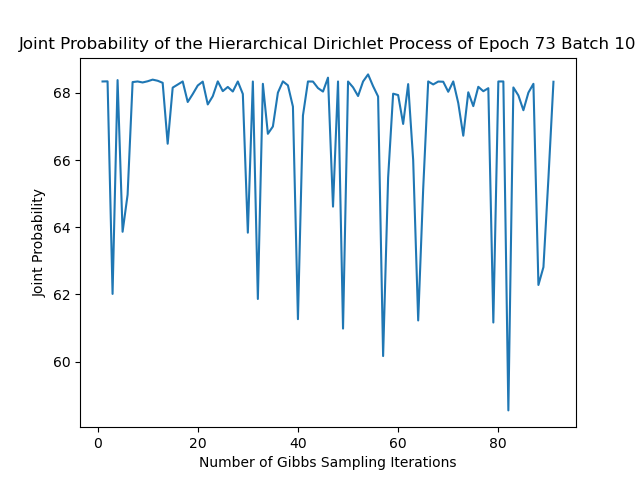 Joint Probability of the Hierarchical Dirichlet Process of Epoch 73 Batch 10
Joint Probability
68
66
64
62
60
0 20 40 60 80
Number of Gibbs Sampling Iterations